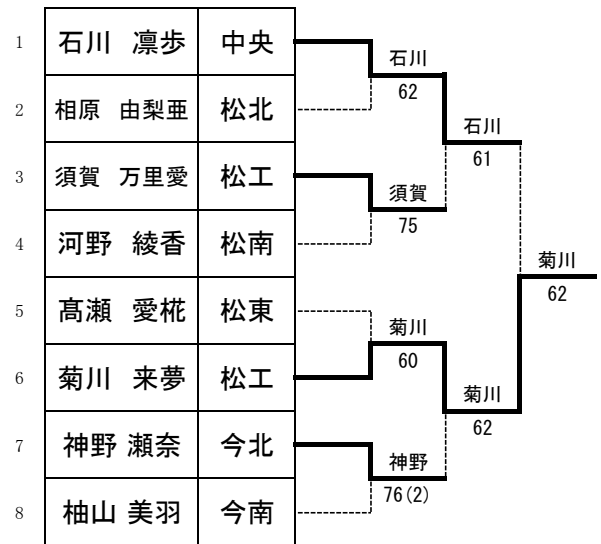 1 石川 凛歩 中央
2 相原 由梨亜 松北
3 須賀 万里愛 松工
4 河野 綾香 松南
5 髙瀬 愛椛 松東
6 菊川 来夢 松工
7 神野 瀬奈 今北
8 柚山 美羽 今南
石川
62
須賀
75
菊川
60
神野
76(2)
石川
61
菊川
62
菊川
62